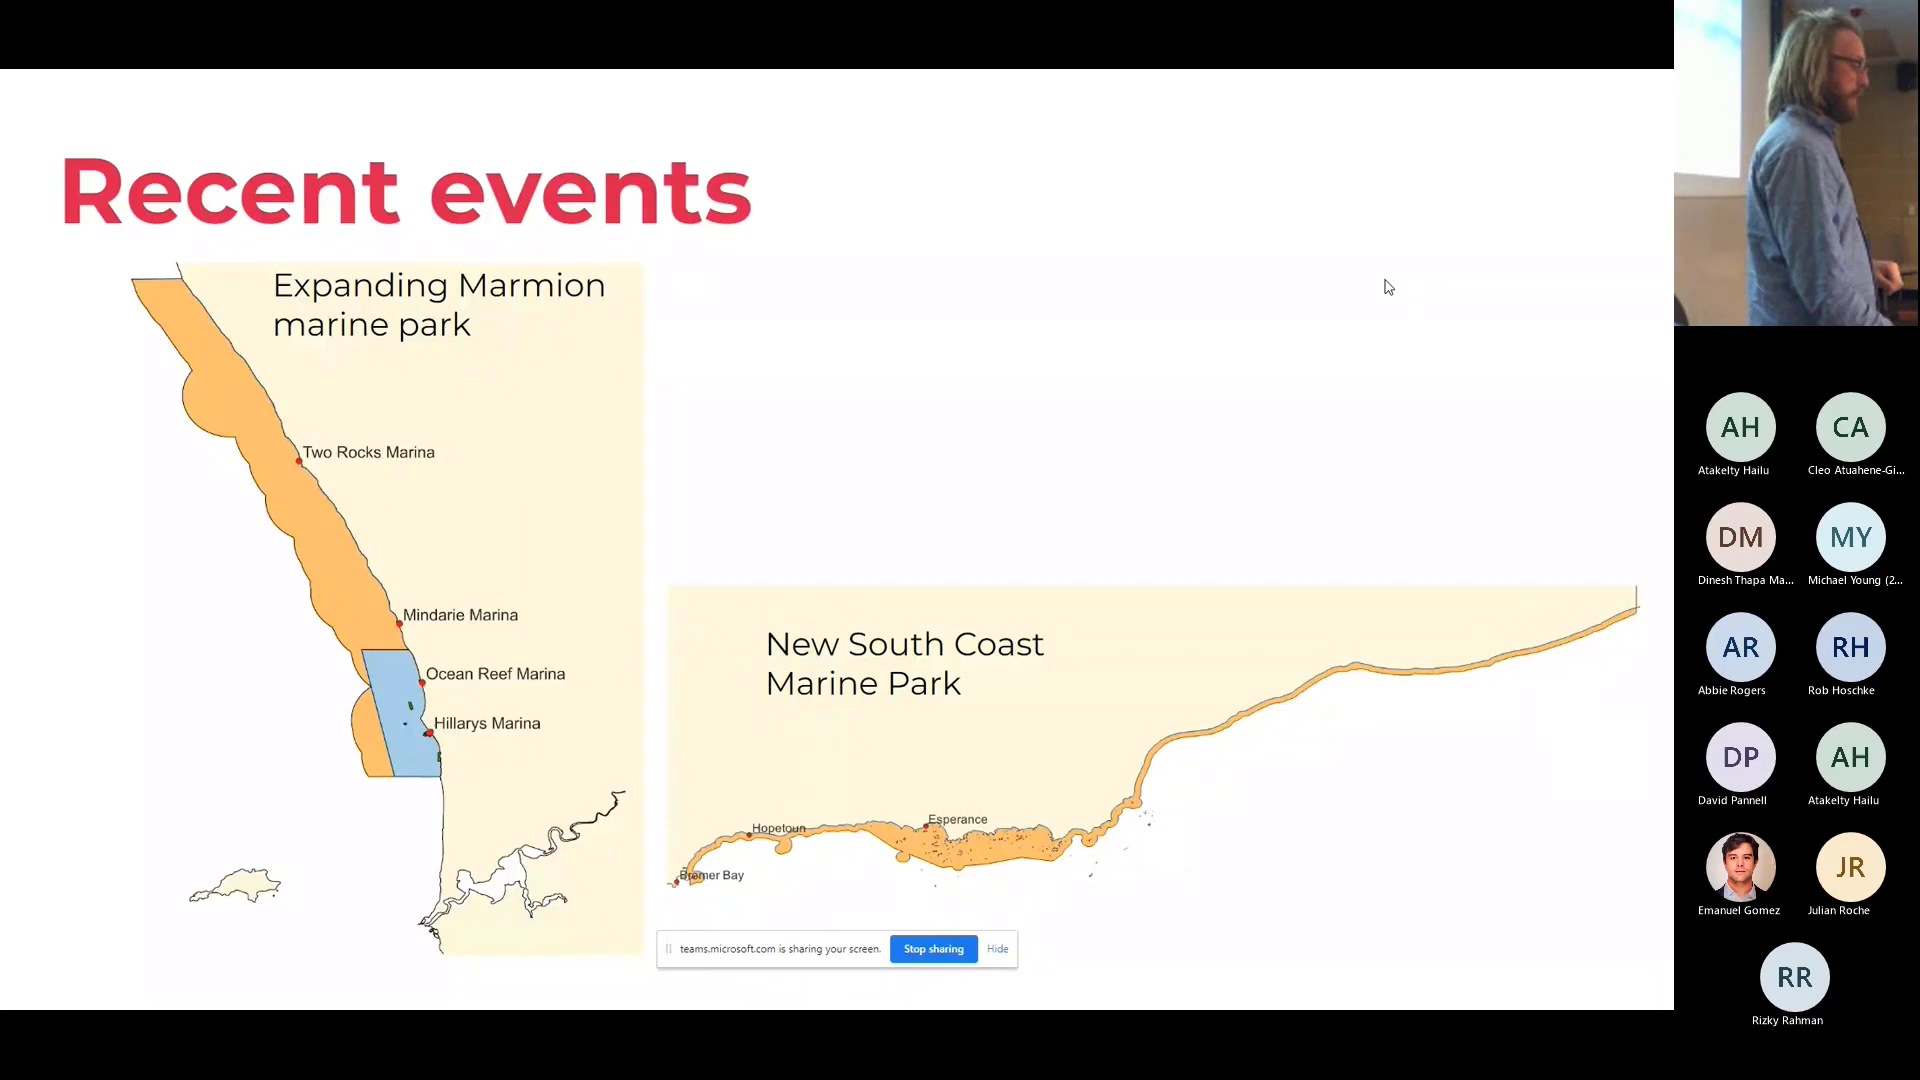 Recent events
Expanding Marmion
marine park
Two Rocks Marina
Mindarie Marina
Ocean Reef Marina
Hillarys Marina
New South Coast
Marine Park
Hopetoun
Esperance
Bremer Bay
teams.microsoft.com is sharing your screen.
Stop sharing
Hide
AH
CA
Atakelty Hailu
Cleo Atuahene-Gi...
DM
MY
Dinesh Thapa Ma...
Michael Young (2...
AR
RH
Abbie Rogers
Rob Hoschke
DP
AH
David Pannell
Atakelty Hailu
JR
Emanuel Gomez
Julian Roche
RR
Rizky Rahman